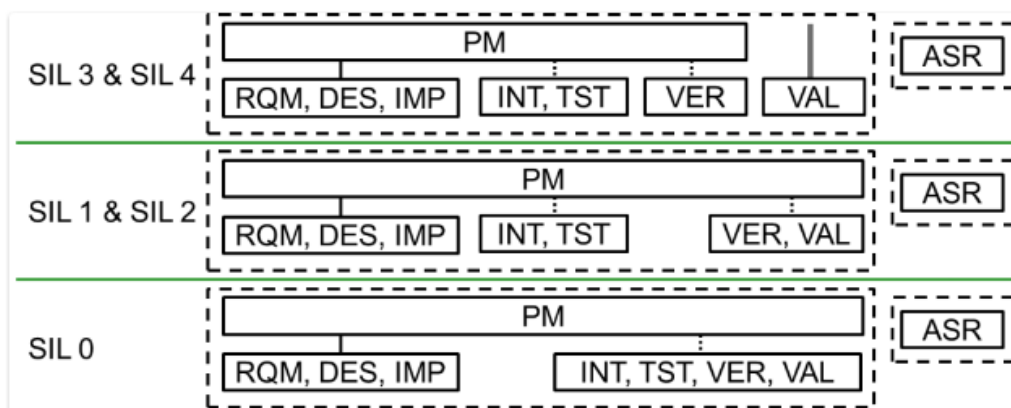 PM
ASR
SIL 3 & SIL 4
RQM, DES, IMP
INT, TST
VER
VAL
PM
ASR
SIL 1 & SIL 2
RQM, DES, IMP
INT, TST
VER, VAL
PM
ASR
SIL 0
RQM, DES, IMP
INT, TST, VER, VAL